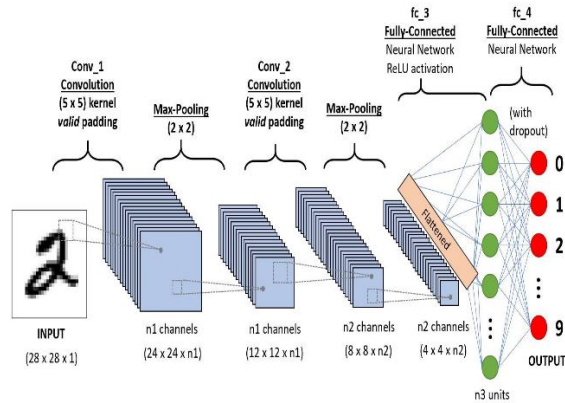 fc_3
Fully-Connected
Neural Network
ReLU activation
fc_4
Fully-Connected
Neural Network
Conv_1
Convolution
(5 x 5) kernel
valid padding
Max-Pooling
(2 x 2)
Conv_2
Convolution
(5 x 5) kernel
valid padding
Max-Pooling
(2 x 2)
(with
dropout)
Flattened
0
1
2
9
INPUT
(28 x 28 x 1)
n1 channels
(24 x 24 x n1)
n1 channels
(12 x 12 x n1)
n2 channels
(8 x 8 x n2)
n2 channels
(4 x 4 x n2)
OUTPUT
n3 units
2